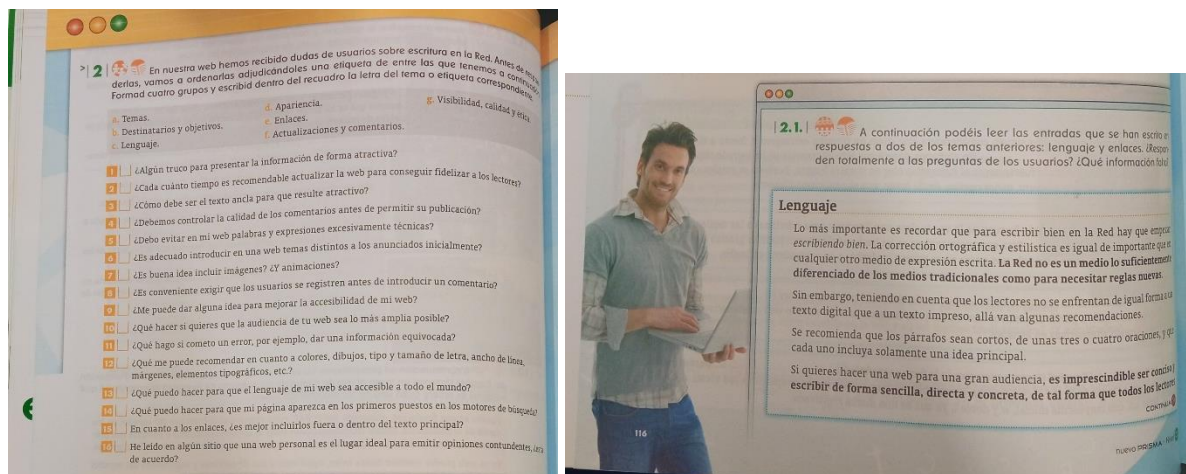 > | 2 | En nuestra web hemos recibido dudas de usuarios sobre escritura en la Red. Antes de
derlas, vamos a ordenarlas adjudicándoles una etiqueta de entre las que tenemos a continuación.
Formad cuatro grupos y escribid dentro del recuadro la letra del tema o etiqueta correspondiente.
a. Temas.
b. Destinatarios y objetivos.
c. Lenguaje.
d. Apariencia.
e. Enlaces.
f. Actualizaciones y comentarios.
g. Visibilidad, calidad y ética.
1 ¿Algún truco para presentar la información de forma atractiva?
2 ¿Cada cuánto tiempo es recomendable actualizar la web para conseguir fidelizar a los lectores?
3 ¿Cómo debe ser el texto ancla para que resulte atractivo?
4 ¿Debemos controlar la calidad de los comentarios antes de permitir su publicación?
5 ¿Debo evitar en mi web palabras y expresiones excesivamente técnicas?
6 ¿Es adecuado introducir en una web temas distintos a los anunciados inicialmente?
7 ¿Es buena idea incluir imágenes? ¿Y animaciones?
8 ¿Es conveniente exigir que los usuarios se registren antes de introducir un comentario?
9 ¿Me puede dar alguna idea para mejorar la accesibilidad de mi web?
10 ¿Qué hacer si quieres que la audiencia de tu web sea lo más amplia posible?
11 ¿Qué hago si cometo un error, por ejemplo, dar una información equivocada?
12 ¿Qué me puede recomendar en cuanto a colores, dibujos, tipo y tamaño de letra, ancho de línea,
márgenes, elementos tipográficos, etc.?
13 ¿Qué puedo hacer para que el lenguaje de mi web sea accesible a todo el mundo?
14 ¿Qué puedo hacer para que mi página aparezca en los primeros puestos en los motores de búsqueda?
15 En cuanto a los enlaces, ¿es mejor incluirlos fuera o dentro del texto principal?
16 He leído en algún sitio que una web personal es el lugar ideal para emitir opiniones contundentes,
de acuerdo?
| 2.1. | A continuación podéis leer las entradas que se han
respuestas a dos de los temas anteriores: lenguaje y enlaces.
den totalmente a las preguntas de los usuarios? ¿Qué información
Lenguaje
Lo más importante es recordar que para escribir bien en la Red hay que
escribiendo bien. La corrección ortográfica y estilística es igual de importante que
cualquier otro medio de expresión escrita. La Red no es un medio lo suficientemente
diferenciado de los medios tradicionales como para necesitar reglas nuevas.
Sin embargo, teniendo en cuenta que los lectores no se enfrentan de igual forma a un
texto digital que a un texto impreso, allá van algunas recomendaciones.
Se recomienda que los párrafos sean cortos, de unas tres o cuatro oraciones, y que
cada uno incluya solamente una idea principal.
Si quieres hacer una web para una gran audiencia, es imprescindible ser conciso
escribir de forma sencilla, directa y concreta, de tal forma que todos los lectores
CONTINÚA
116
nuevo PRISMA